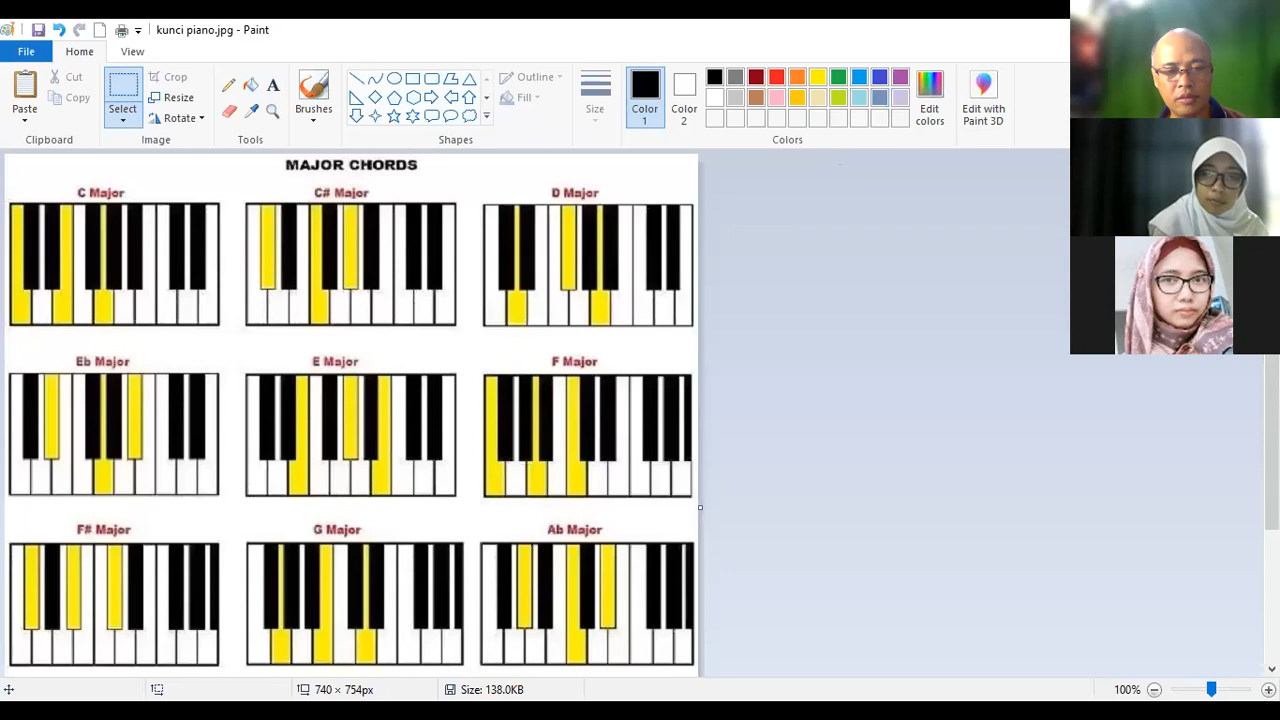 kunci piano.jpg - Paint
File Home View
Paste
Cut
Copy
Clipboard
Select
Crop
Resize
Rotate
Image
A
Tools
Brushes
Outline
Fill
Shapes
Size
Color 1
Color 2
Edit colors
Colors
Edit with Paint 3D
MAJOR CHORDS
C Major C# Major D Major
Eb Major E Major F Major
F# Major G Major Ab Major
740 × 754px Size: 138.0KB 100%